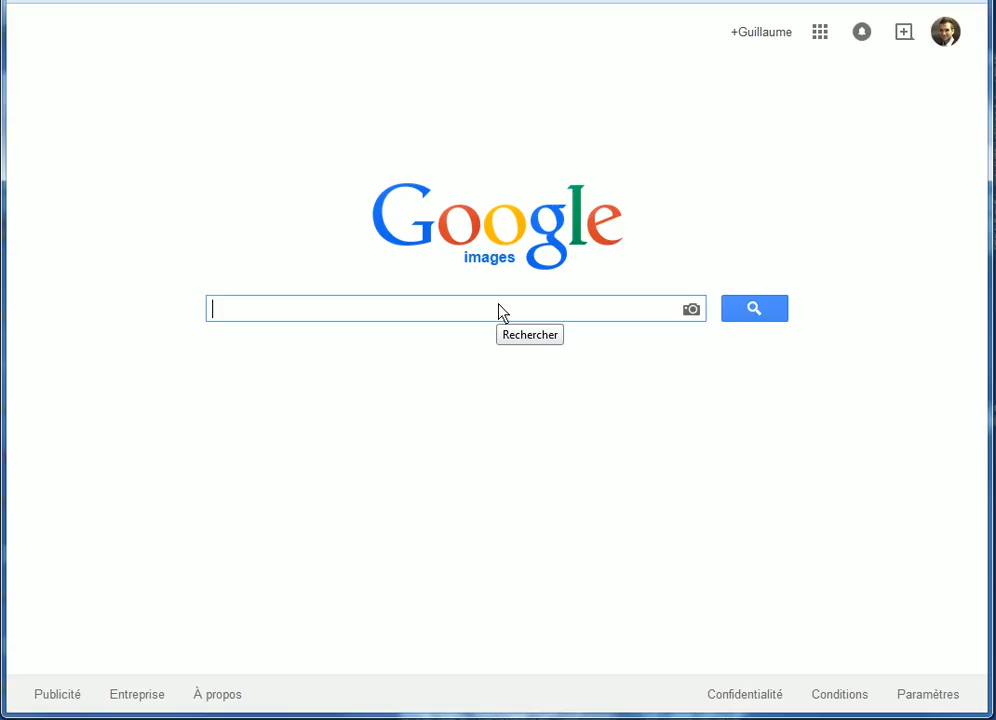 +Guillaume
Google
images
Rechercher
Publicité Entreprise À propos Confidentialité Conditions Paramètres